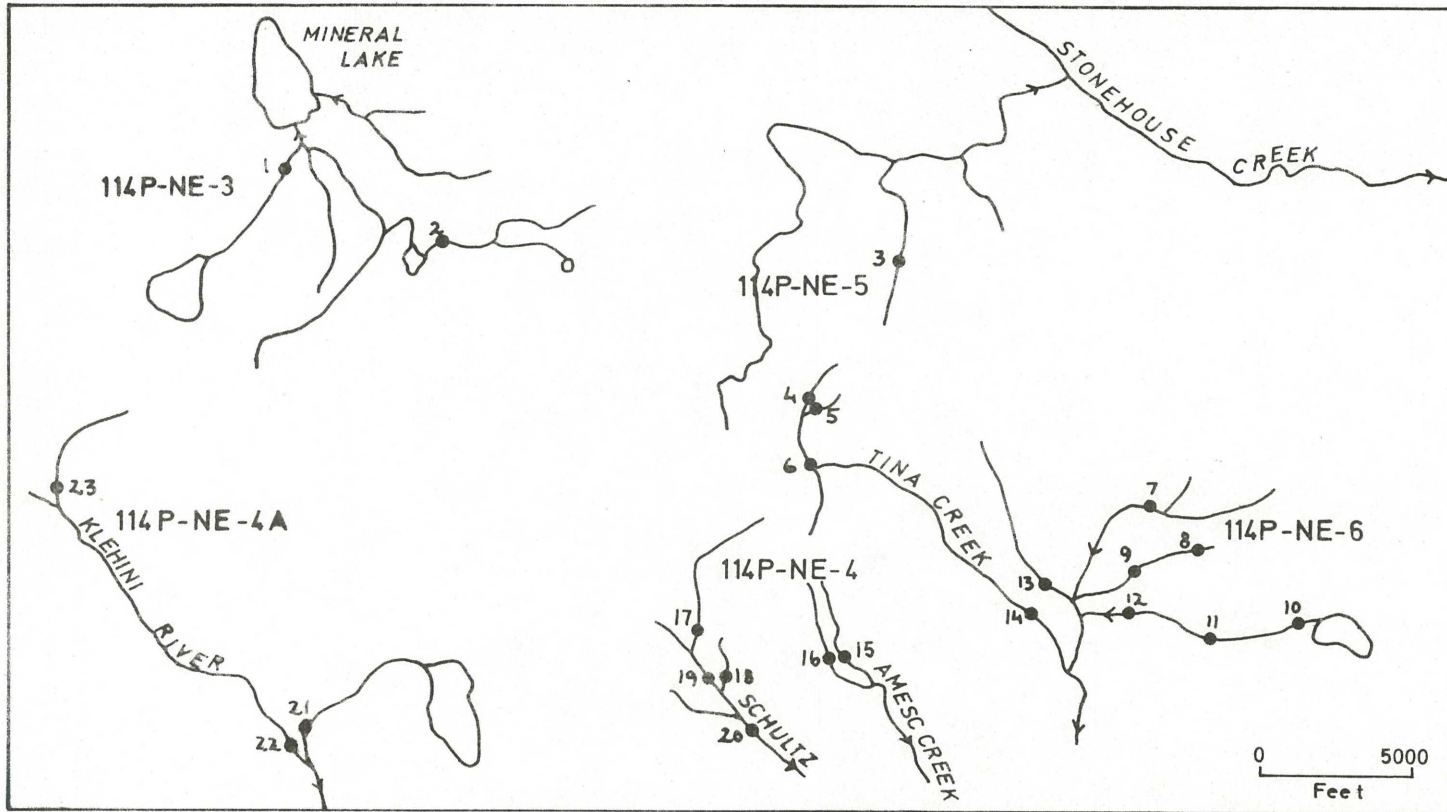 MINERAL
LAKE
1
114P-NE-3
2
STONEHOUSE CREEK
3
114P-NE-5
4
5
6
TINA CREEK
7
8
114P-NE-6
9
10
11
12
13
14
23
114P-NE-4A
KLEHINI RIVER
21
22
114P-NE-4
17
16
15
19
18
20
SCHULTZ
AMESC CREEK
0 5000
Feet